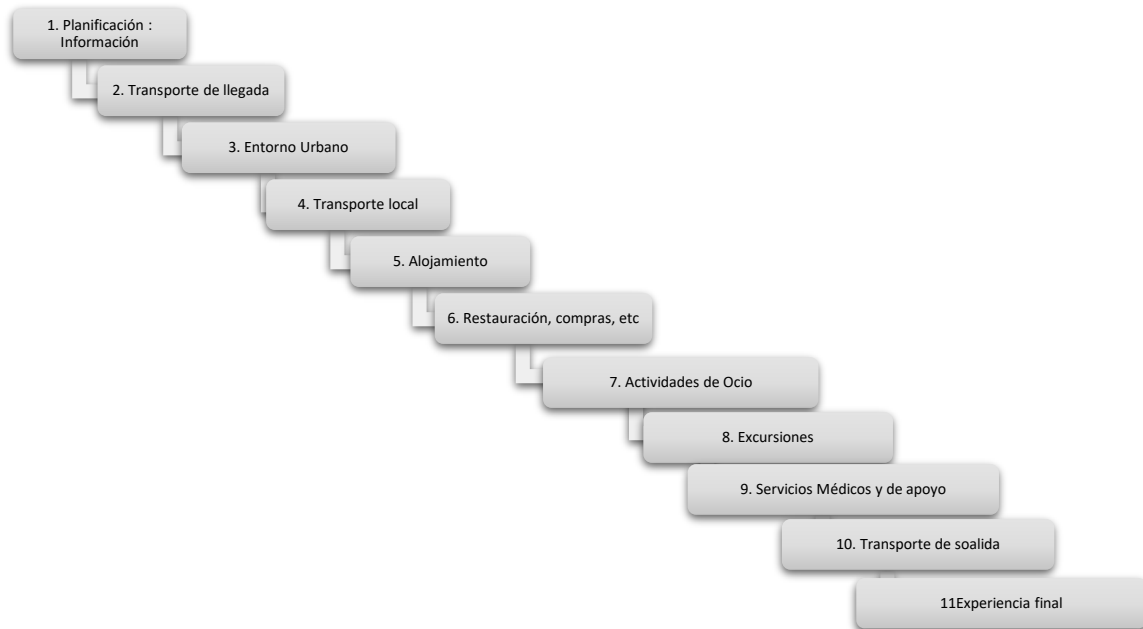 1. Planificación :
Información
2. Transporte de llegada
3. Entorno Urbano
4. Transporte local
5. Alojamiento
6. Restauración, compras, etc
7. Actividades de Ocio
8. Excursiones
9. Servicios Médicos y de apoyo
10. Transporte de soalida
11Experiencia final